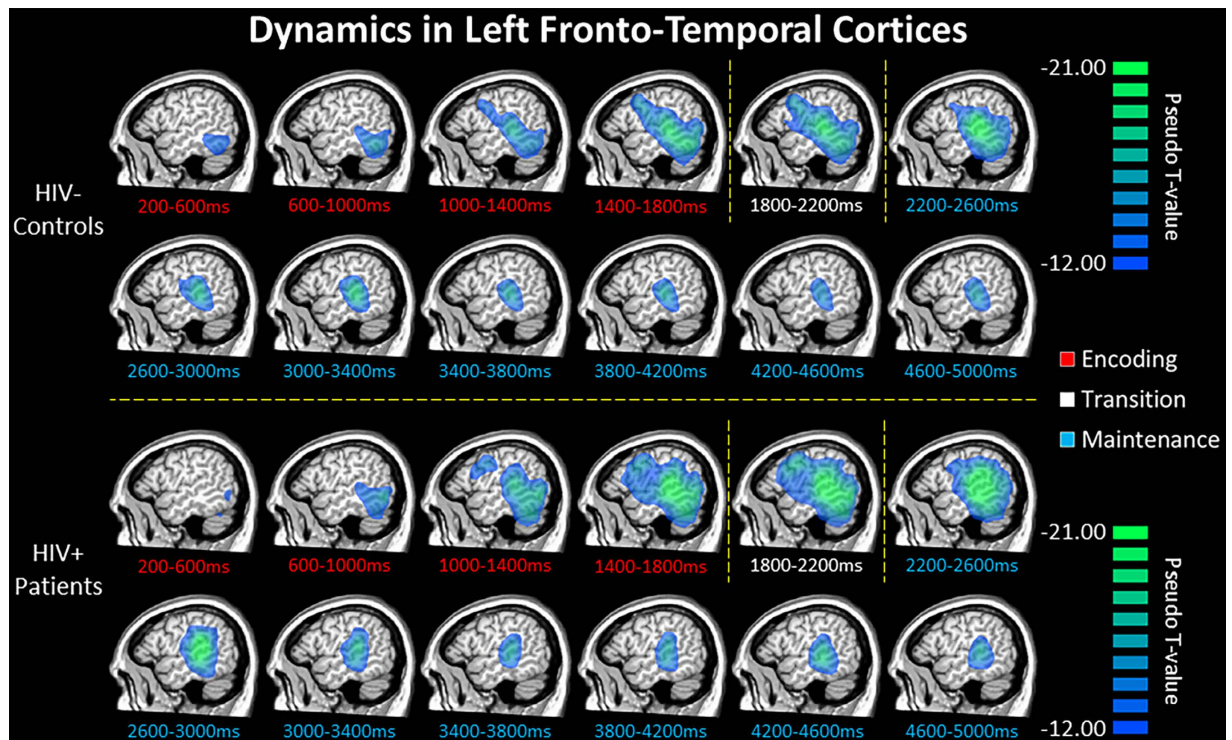 Dynamics in Left Fronto-Temporal Cortices
-21.00
Pseudo T-value
-12.00
HIV-
Controls
200-600ms
600-1000ms
1000-1400ms
1400-1800ms
1800-2200ms
2200-2600ms
2600-3000ms
3000-3400ms
3400-3800ms
3800-4200ms
4200-4600ms
4600-5000ms
Encoding
Transition
Maintenance
HIV+
Patients
200-600ms
600-1000ms
1000-1400ms
1400-1800ms
1800-2200ms
2200-2600ms
-21.00
Pseudo T-value
-12.00
2600-3000ms
3000-3400ms
3400-3800ms
3800-4200ms
4200-4600ms
4600-5000ms